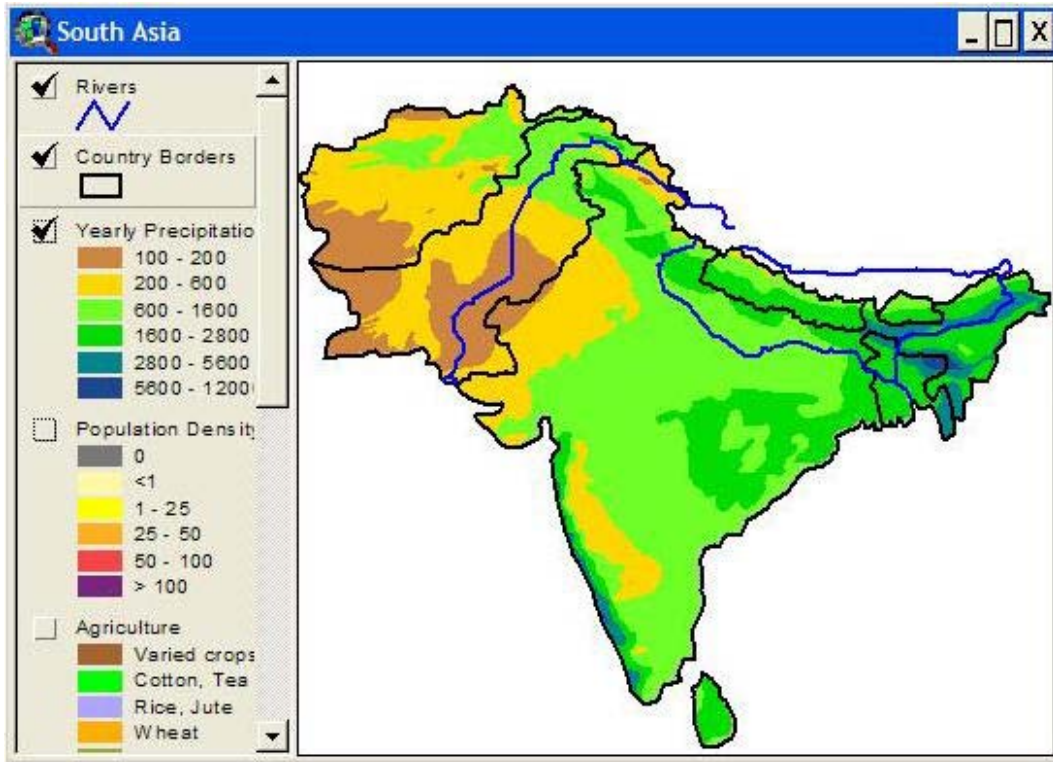 South Asia
Rivers
Country Borders
Yearly Precipitatio
100 - 200
200 - 600
600 - 1600
1600 - 2800
2800 - 5600
5600 - 1200
Population Density
0
<1
1 - 25
25 - 50
50 - 100
> 100
Agriculture
Varied crops
Cotton, Tea
Rice, Jute
Wheat